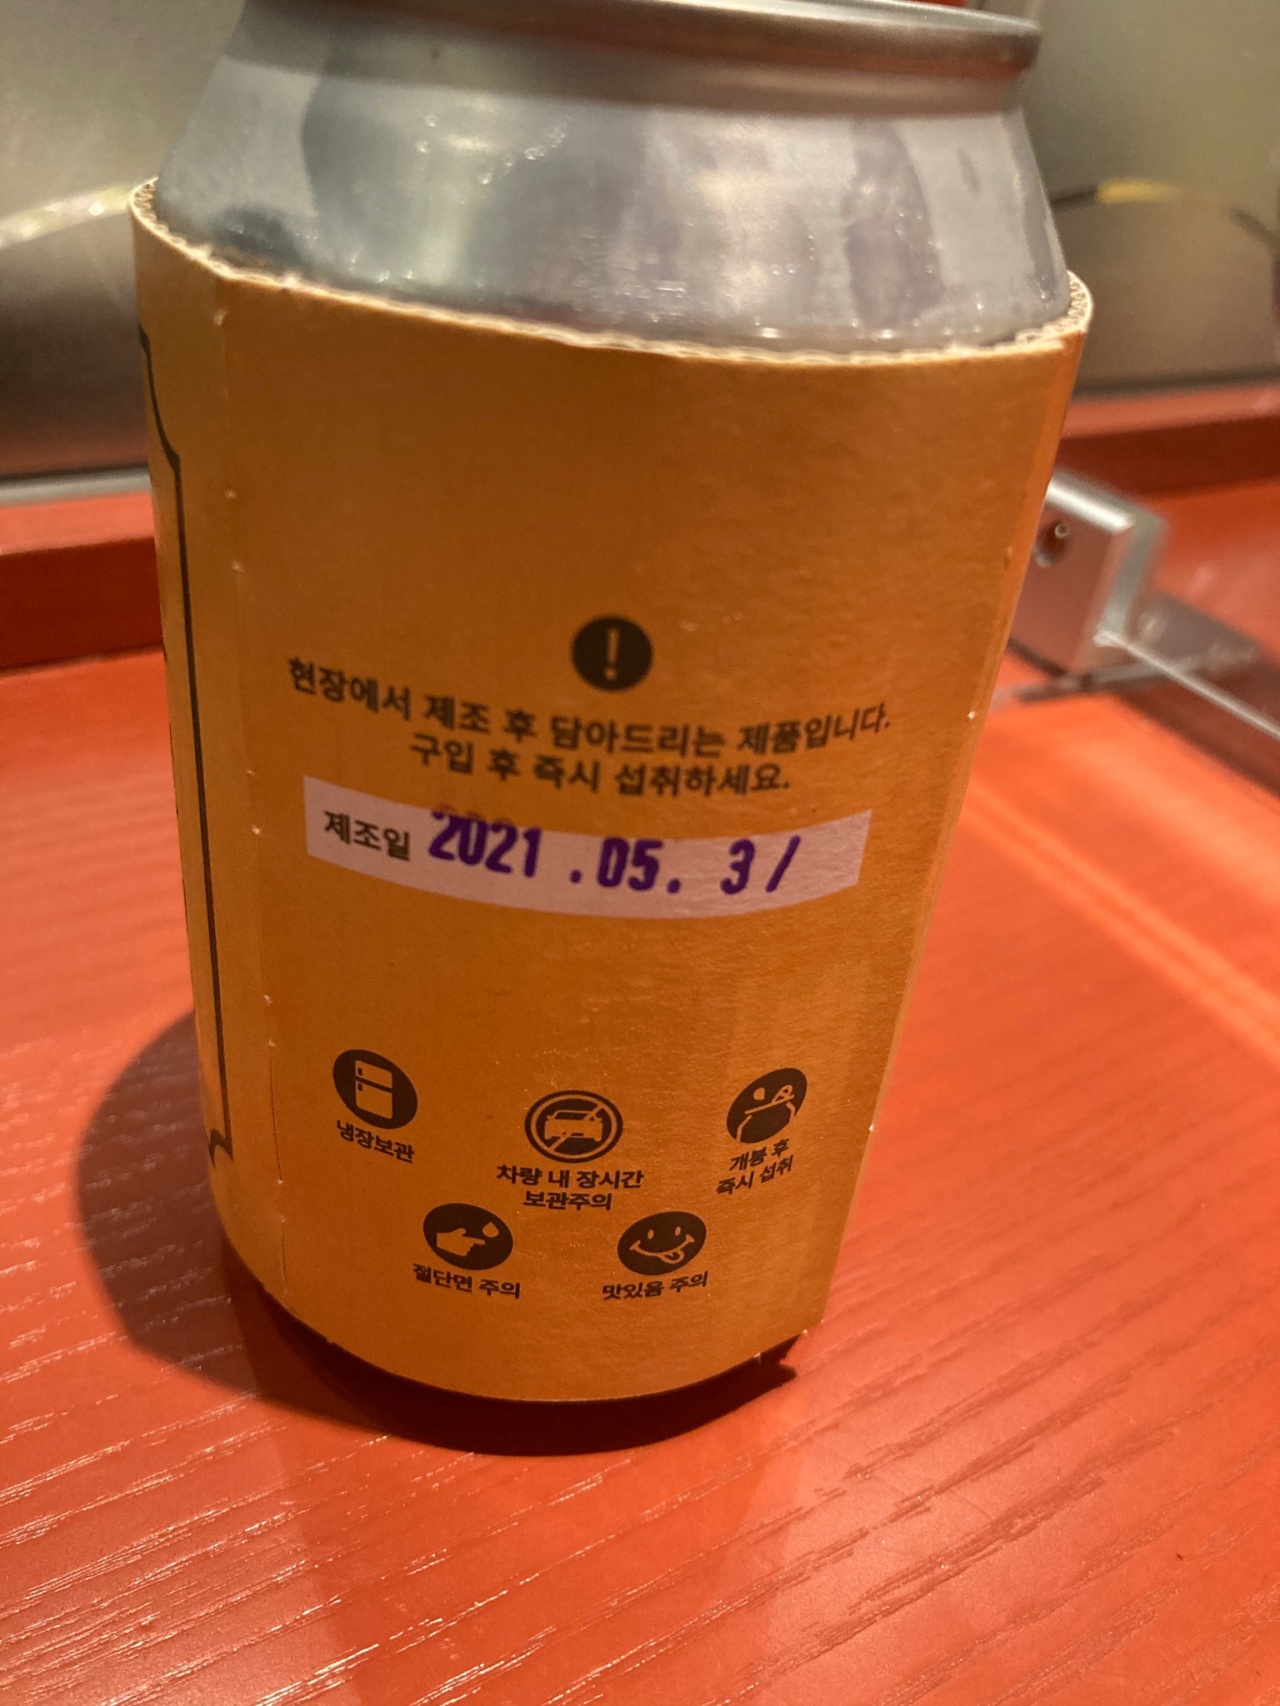 현장에서 제조 후 담아드리는 제품입니다.
구입 후 즉시 섭취하세요.
제조일 2021.05.31
냉장보관
차량 내 장시간
보관주의
개봉 후
즉시 섭취
절단면 주의
맛있음 주의